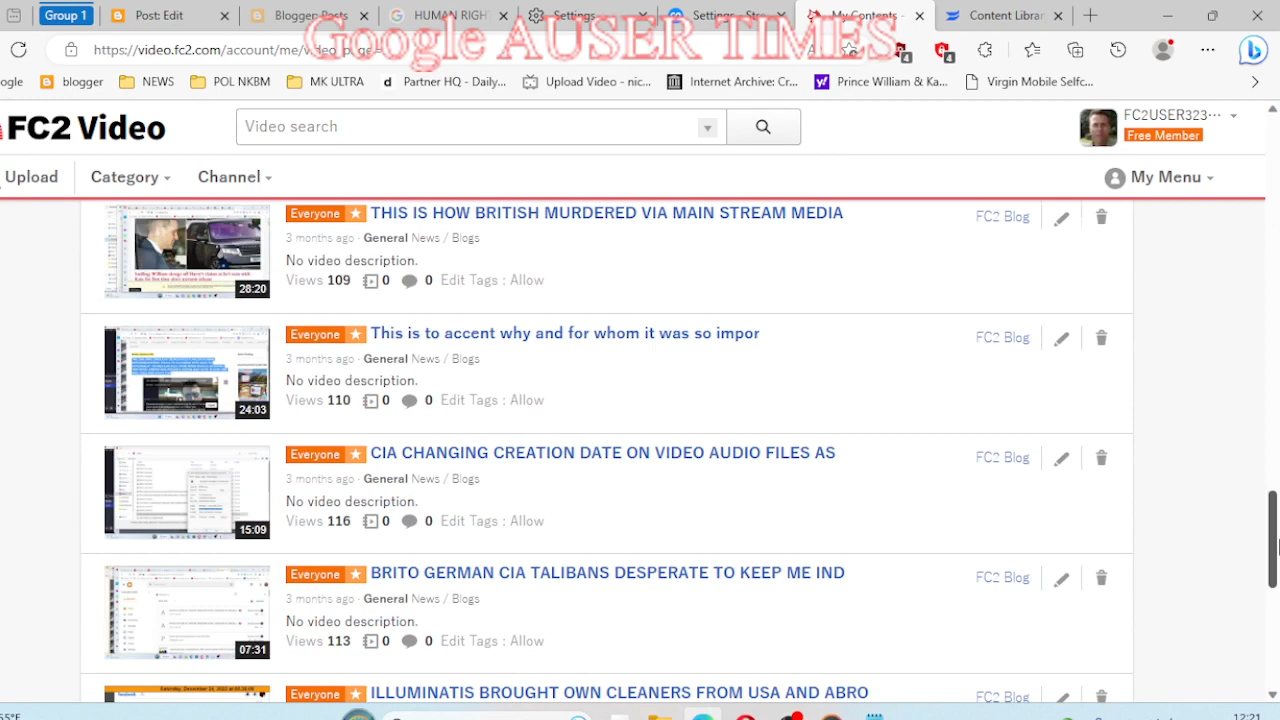 Group 1
Post: Edit
Blogger Posts
HUMAN RIGH
Settings
Settings
My Contents -
Content Librar
Google AUSER TIMES
https://video.fc2.com/account/me/video
4
4
ogle
blogger
NEWS
POL NKBM
MK ULTRA
Partner HQ - Daily...
Upload Video - nic...
Internet Archive: Cr...
Prince William & Ka...
Virgin Mobile Selfc...
FC2 Video
Video search
FC2USER323···
Free Member
Upload
Category
Channel
My Menu
Everyone THIS IS HOW BRITISH MURDERED VIA MAIN STREAM MEDIA
FC2 Blog
3 months ago · General News / Blogs
No video description.
Views 109 0 0 Edit Tags : Allow
28:20
Everyone This is to accent why and for whom it was so impor
FC2 Blog
3 months ago · General News / Blogs
No video description.
Views 110 0 0 Edit Tags : Allow
24:03
Everyone CIA CHANGING CREATION DATE ON VIDEO AUDIO FILES AS
FC2 Blog
3 months ago · General News / Blogs
No video description.
Views 116 0 0 Edit Tags : Allow
15:09
Everyone BRITO GERMAN CIA TALIBANS DESPERATE TO KEEP ME IND
FC2 Blog
3 months ago · General News / Blogs
No video description.
Views 113 0 0 Edit Tags : Allow
07:31
Everyone ILLUMINATIS BROUGHT OWN CLEANERS FROM USA AND ABRO
FC2 Blog
55°F
12:21